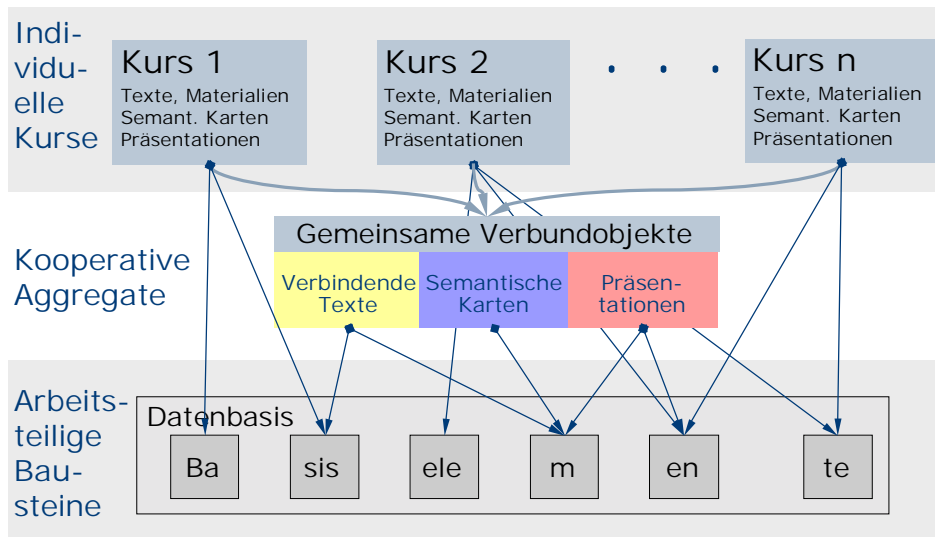 Indi-
vidu-
elle
Kurse
Kurs 1
Texte, Materialien
Semant. Karten
Präsentationen
Kurs 2
Texte, Materialien
Semant. Karten
Präsentationen
. . .
Kurs n
Texte, Materialien
Semant. Karten
Präsentationen
Kooperative
Aggregate
Gemeinsame Verbundobjekte
Verbindende
Texte
Semantische
Karten
Präsen-
tationen
Arbeits-
teilige
Bau-
steine
Datenbasis
Ba
sis
ele
m
en
te